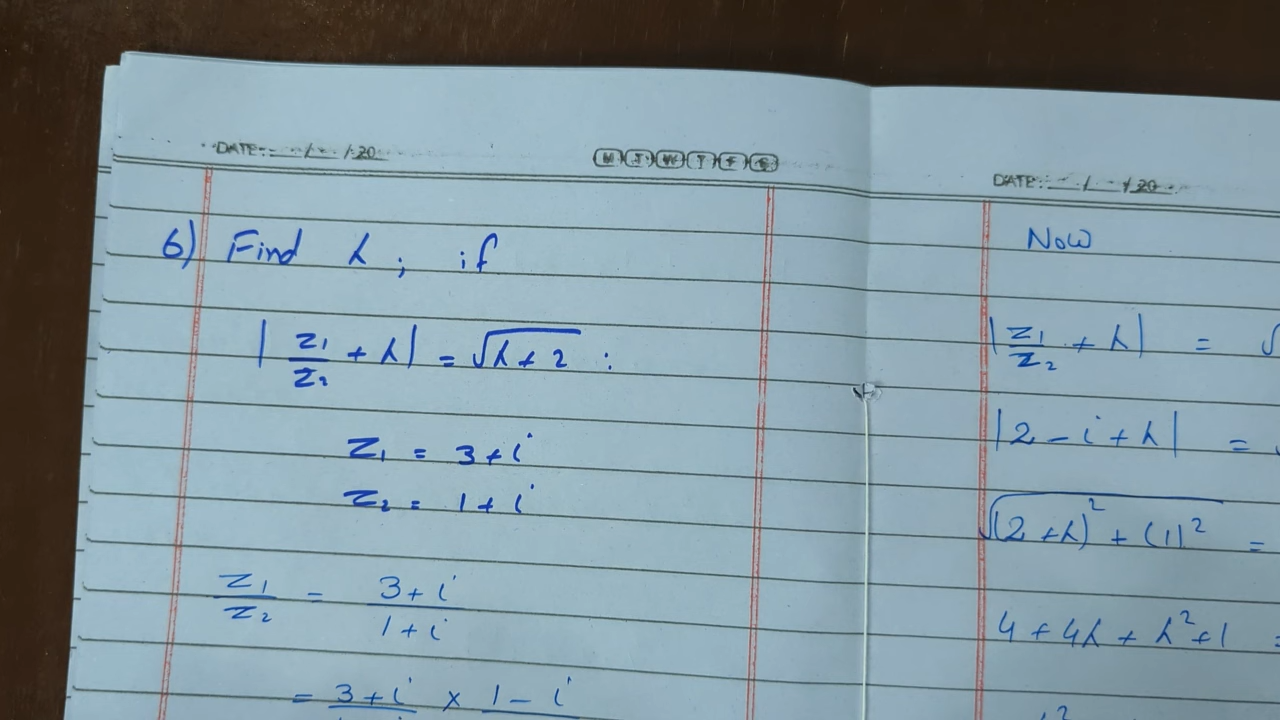 DATE: / / 20
M T W T F S
6) Find λ ; if
| z₁/z₂ + λ | = √(λ + 2) :
z₁ = 3 + i
z₂ = 1 + i
z₁/z₂ = (3 + i)/(1 + i)
= 3 + i × 1 - i
DATE: / / 20
Now
| z₁/z₂ + λ | = √
| 2 - i + λ | =
√((2 + λ)² + (1)²) =
4 + 4λ + λ² + 1 =